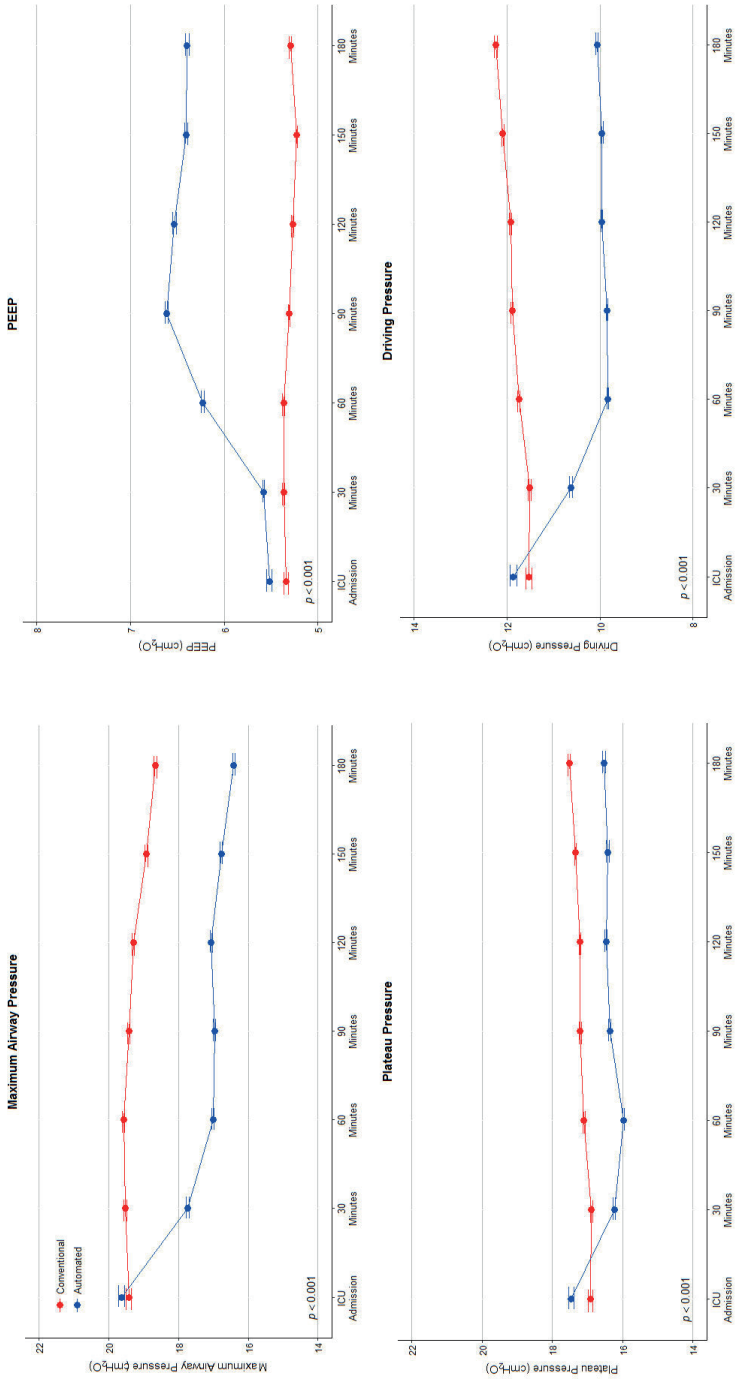 Maximum Airway Pressure
Maximum Airway Pressure (cmH₂O)
22
20
18
16
14
Conventional
Automated
p < 0.001
ICU Admission
30 Minutes
60 Minutes
90 Minutes
120 Minutes
150 Minutes
180 Minutes
PEEP
PEEP (cmH₂O)
8
7
6
5
p < 0.001
ICU Admission
30 Minutes
60 Minutes
90 Minutes
120 Minutes
150 Minutes
180 Minutes
Plateau Pressure
Plateau Pressure (cmH₂O)
22
20
18
16
14
p < 0.001
ICU Admission
30 Minutes
60 Minutes
90 Minutes
120 Minutes
150 Minutes
180 Minutes
Driving Pressure
Driving Pressure (cmH₂O)
14
12
10
8
p < 0.001
ICU Admission
30 Minutes
60 Minutes
90 Minutes
120 Minutes
150 Minutes
180 Minutes